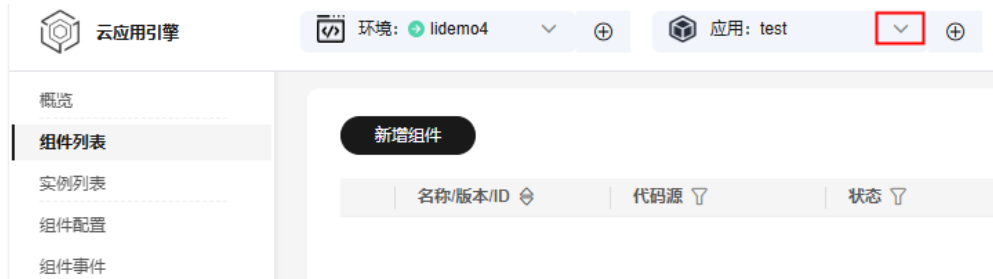 云应用引擎
环境：lidemo4
应用：test
概览
组件列表
实例列表
组件配置
组件事件
新增组件
名称/版本/ID
代码源
状态